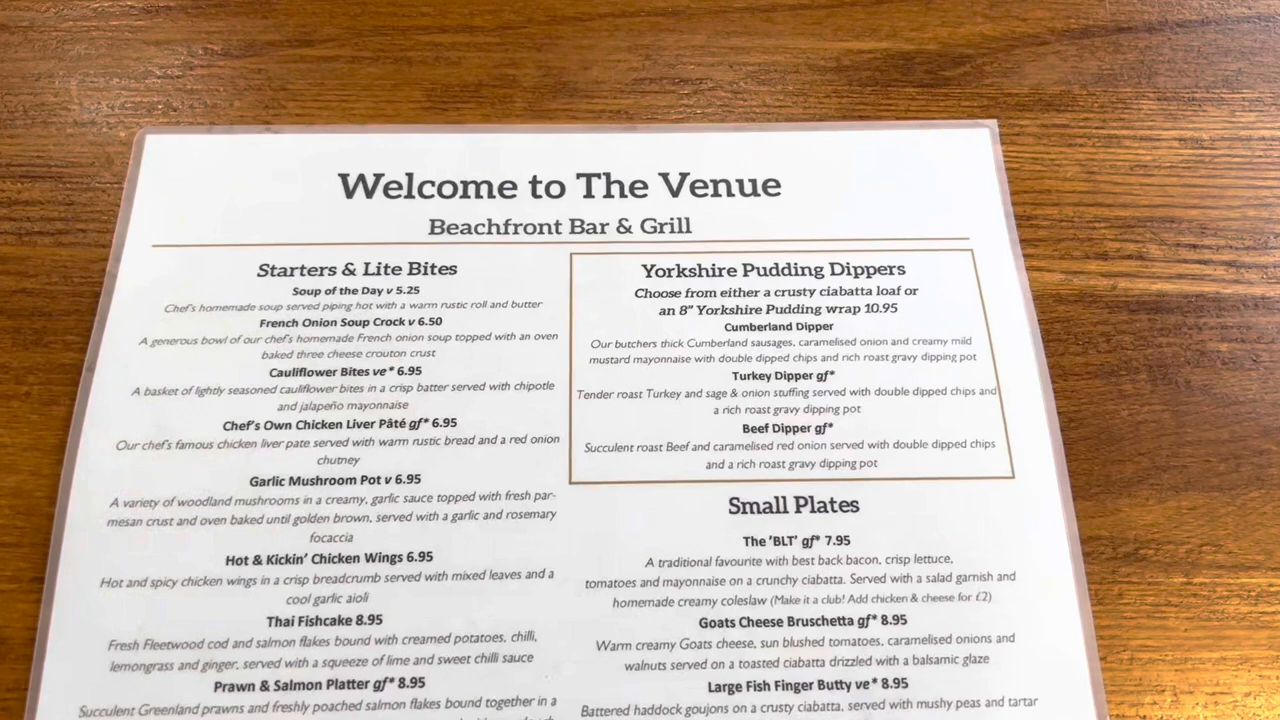 Welcome to The Venue
Beachfront Bar & Grill
Starters & Lite Bites
Soup of the Day v 5.25
Chef's homemade soup served piping hot with a warm rustic roll and butter
French Onion Soup Crock v 6.50
A generous bowl of our chef's homemade French onion soup topped with an oven
baked three cheese crouton crust
Cauliflower Bites ve* 6.95
A basket of lightly seasoned cauliflower bites in a crisp batter served with chipotle
and jalapeño mayonnaise
Chef's Own Chicken Liver Pâté gf* 6.95
Our chef's famous chicken liver pate served with warm rustic bread and a red onion
chutney
Garlic Mushroom Pot v 6.95
A variety of woodland mushrooms in a creamy, garlic sauce topped with fresh par-
mesan crust and oven baked until golden brown, served with a garlic and rosemary
focaccia
Hot & Kickin' Chicken Wings 6.95
Hot and spicy chicken wings in a crisp breadcrumb served with mixed leaves and a
cool garlic aioli
Thai Fishcake 8.95
Fresh Fleetwood cod and salmon flakes bound with creamed potatoes, chilli,
lemongrass and ginger, served with a squeeze of lime and sweet chilli sauce
Prawn & Salmon Platter gf* 8.95
Succulent Greenland prawns and freshly poached salmon flakes bound together in a
Yorkshire Pudding Dippers
Choose from either a crusty ciabatta loaf or
an 8" Yorkshire Pudding wrap 10.95
Cumberland Dipper
Our butchers thick Cumberland sausages, caramelised onion and creamy mild
mustard mayonnaise with double dipped chips and rich roast gravy dipping pot
Turkey Dipper gf*
Tender roast Turkey and sage & onion stuffing served with double dipped chips and
a rich roast gravy dipping pot
Beef Dipper gf*
Succulent roast Beef and caramelised red onion served with double dipped chips
and a rich roast gravy dipping pot
Small Plates
The 'BLT' gf* 7.95
A traditional favourite with best back bacon, crisp lettuce,
tomatoes and mayonnaise on a crunchy ciabatta. Served with a salad garnish and
homemade creamy coleslaw (Make it a club! Add chicken & cheese for £2)
Goats Cheese Bruschetta gf* 8.95
Warm creamy Goats cheese, sun blushed tomatoes, caramelised onions and
walnuts served on a toasted ciabatta drizzled with a balsamic glaze
Large Fish Finger Butty ve* 8.95
Battered haddock goujons on a crusty ciabatta, served with mushy peas and tartar